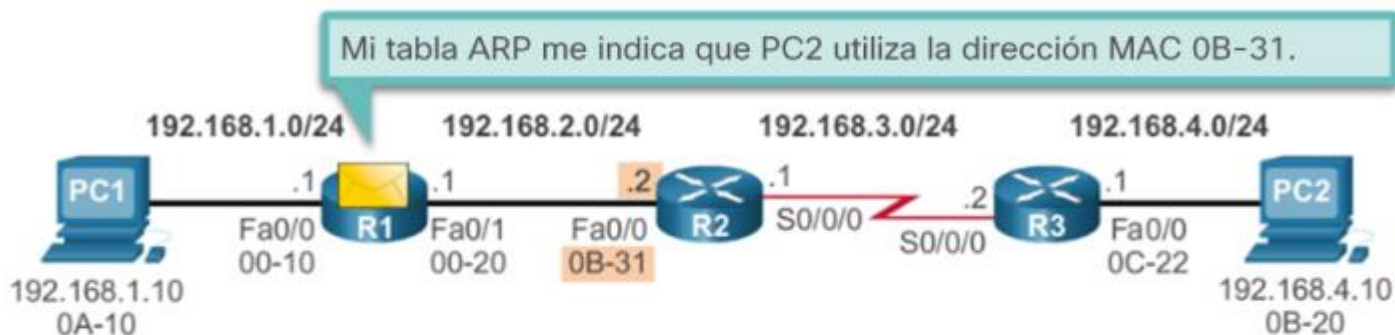 Mi tabla ARP me indica que PC2 utiliza la dirección MAC 0B-31.
192.168.1.0/24 192.168.2.0/24 192.168.3.0/24 192.168.4.0/24
PC1 .1 R1 .1 .2 R2 .1 .2 R3 .1 PC2
Fa0/0 Fa0/1 Fa0/0 S0/0/0 S0/0/0 Fa0/0
00-10 00-20 0B-31 0C-22
192.168.1.10 192.168.4.10
0A-10 0B-20